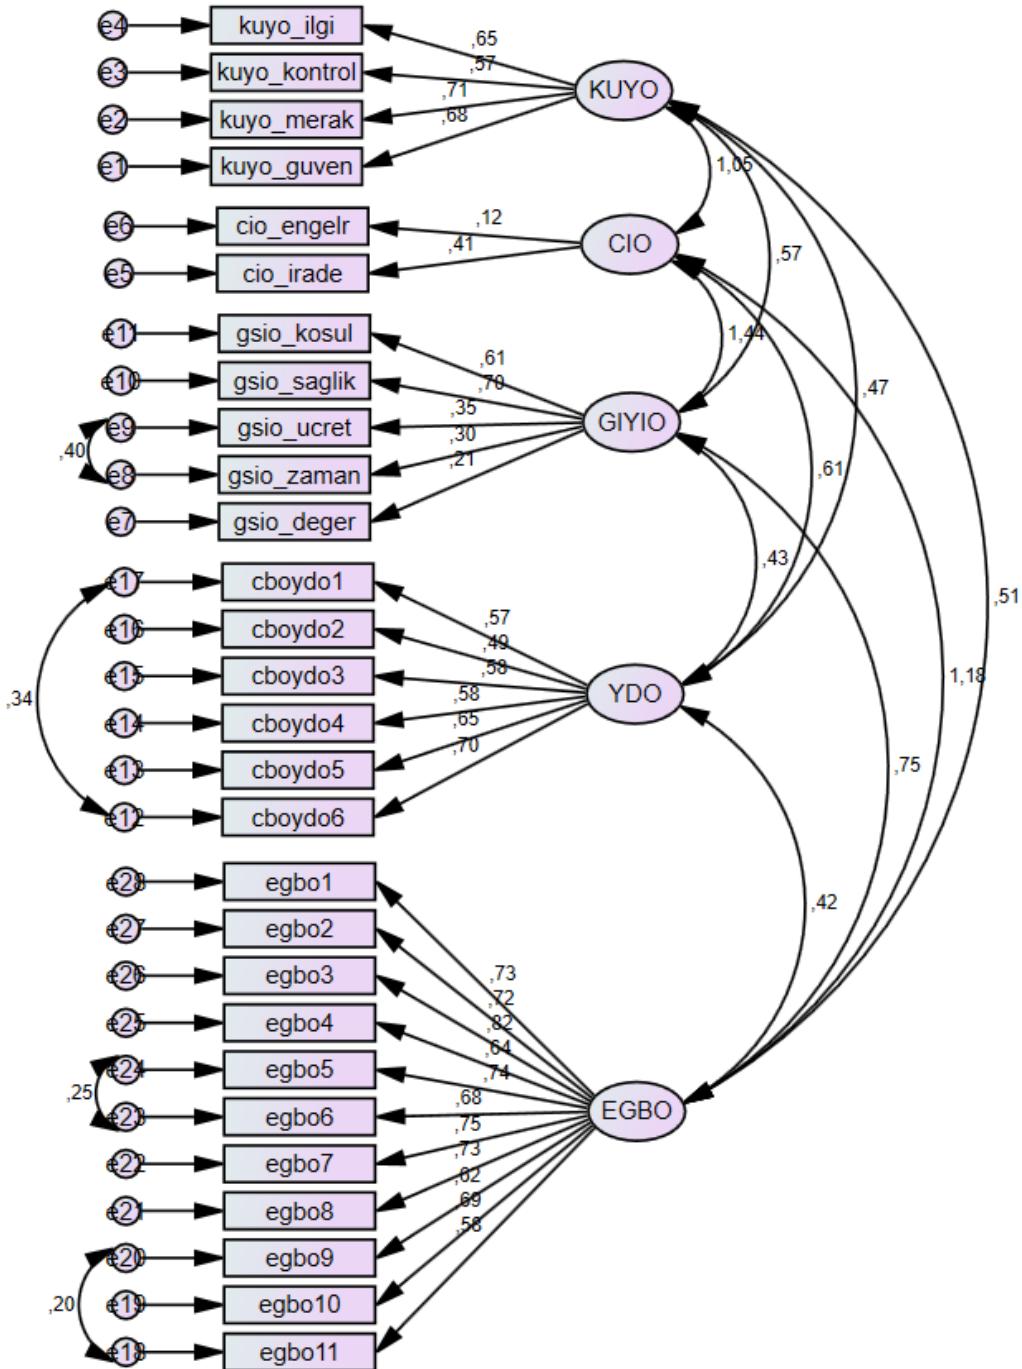 e4 kuyo_ilgi ,65
e3 kuyo_kontrol ,57 KUYO
e2 kuyo_merak ,71
e1 kuyo_guven ,68
1,05
e6 cio_engelr ,12 CIO
e5 cio_irade ,41
,57
e11 gsio_kosul ,61
1,44
e10 gsio_saglik ,70
,47
e9 gsio_ucret ,35 GIYIO
,40
e8 gsio_zaman ,30
,61
e7 gsio_deger ,21
,43
e17 cboydo1 ,57
,51
e16 cboydo2 ,49
e15 cboydo3 ,58
1,18
,34
YDO
e14 cboydo4 ,58
e13 cboydo5 ,65
,75
e12 cboydo6 ,70
e28 egbo1 ,73
,42
e27 egbo2 ,72
e26 egbo3 ,82
e25 egbo4 ,64
e24 egbo5 ,74
,25
e23 egbo6 ,68 EGBO
e22 egbo7 ,75
e21 egbo8 ,73
e20 egbo9 ,62
,20
e19 egbo10 ,69
e18 egbo11 ,58